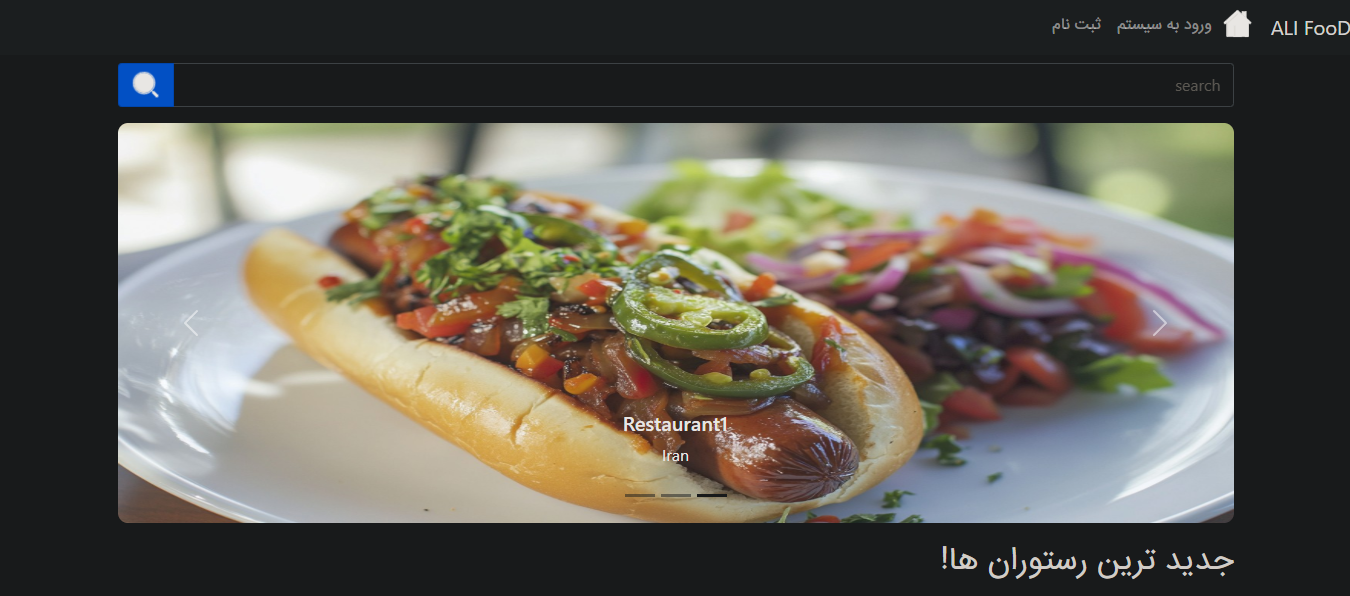 ALI FooD
ورود به سیستم
ثبت نام
search
Restaurant1
Iran
جدید ترین رستوران ها!